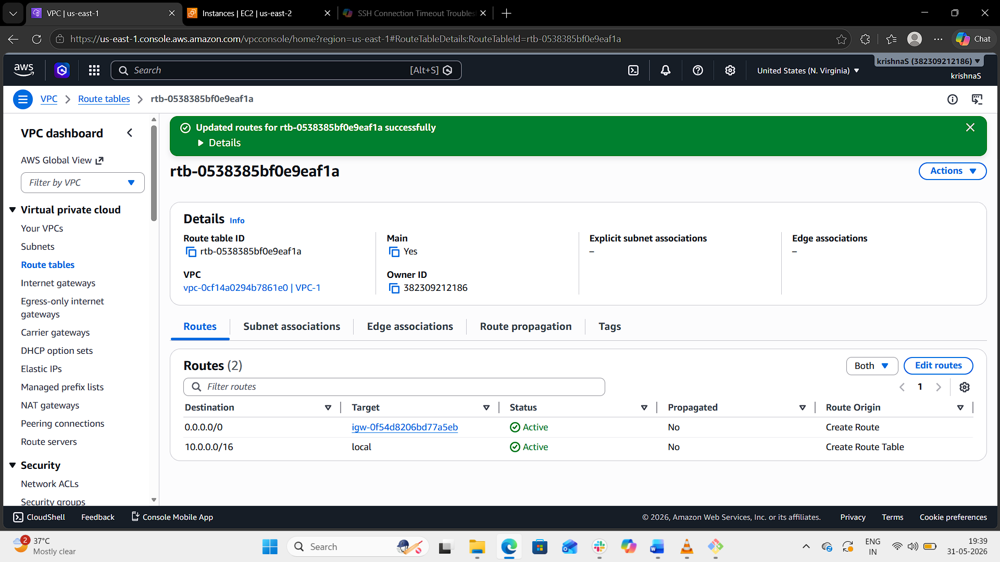 VPC | us-east-1
Instances | EC2 | us-east-2
SSH Connection Timeout Troubles
https://us-east-1.console.aws.amazon.com/vpcconsole/home?region=us-east-1#RouteTableDetails:RouteTableId=rtb-0538385bf0e9eaf1a
Chat
aws
Search
[Alt+S]
United States (N. Virginia)
krishnaS (382309212186)
krishnaS
VPC
Route tables
rtb-0538385bf0e9eaf1a
VPC dashboard
AWS Global View
Filter by VPC
Virtual private cloud
Your VPCs
Subnets
Route tables
Internet gateways
Egress-only internet
gateways
Carrier gateways
DHCP option sets
Elastic IPs
Managed prefix lists
NAT gateways
Peering connections
Route servers
Security
Network ACLs
Security groups
Updated routes for rtb-0538385bf0e9eaf1a successfully
Details
rtb-0538385bf0e9eaf1a
Actions
Details Info
Route table ID
rtb-0538385bf0e9eaf1a
Main
Yes
Explicit subnet associations
–
Edge associations
–
VPC
vpc-0cf14a0294b7861e0 | VPC-1
Owner ID
382309212186
Routes
Subnet associations
Edge associations
Route propagation
Tags
Routes (2)
Both
Edit routes
Filter routes
1
Destination Target Status Propagated Route Origin
0.0.0.0/0 igw-0f54d8206bd77a5eb Active No Create Route
10.0.0.0/16 local Active No Create Route Table
CloudShell
Feedback
Console Mobile App
© 2026, Amazon Web Services, Inc. or its affiliates.
Privacy
Terms
Cookie preferences
2
37°C
Mostly clear
Search
ENG
IN
19:39
31-05-2026